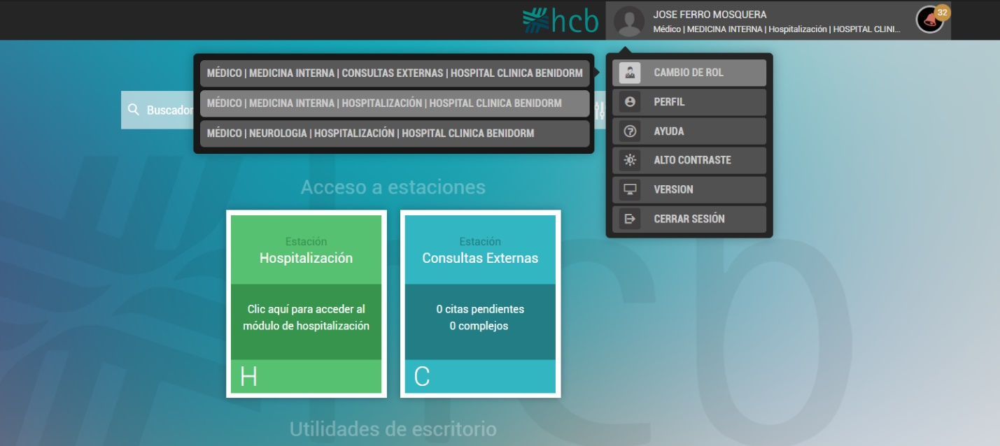 hcb
JOSE FERRO MOSQUERA
Médico | MEDICINA INTERNA | Hospitalización | HOSPITAL CLINI...
32
MÉDICO | MEDICINA INTERNA | CONSULTAS EXTERNAS | HOSPITAL CLINICA BENIDORM
MÉDICO | MEDICINA INTERNA | HOSPITALIZACIÓN | HOSPITAL CLINICA BENIDORM
MÉDICO | NEUROLOGIA | HOSPITALIZACIÓN | HOSPITAL CLINICA BENIDORM
CAMBIO DE ROL
PERFIL
AYUDA
ALTO CONTRASTE
VERSION
CERRAR SESIÓN
Buscador
Acceso a estaciones
Estación
Hospitalización
Clic aquí para acceder al
módulo de hospitalización
H
Estación
Consultas Externas
0 citas pendientes
0 complejos
C
Utilidades de escritorio
hcb